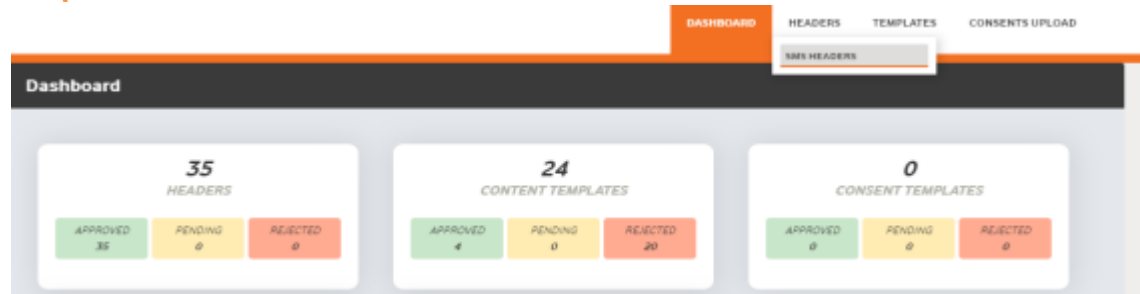 DASHBOARD HEADERS TEMPLATES CONSENTS UPLOAD
SMS HEADERS
Dashboard
35 24 0
HEADERS CONTENT TEMPLATES CONSENT TEMPLATES
APPROVED PENDING REJECTED APPROVED PENDING REJECTED APPROVED PENDING REJECTED
35 0 0 4 0 20 0 0 0